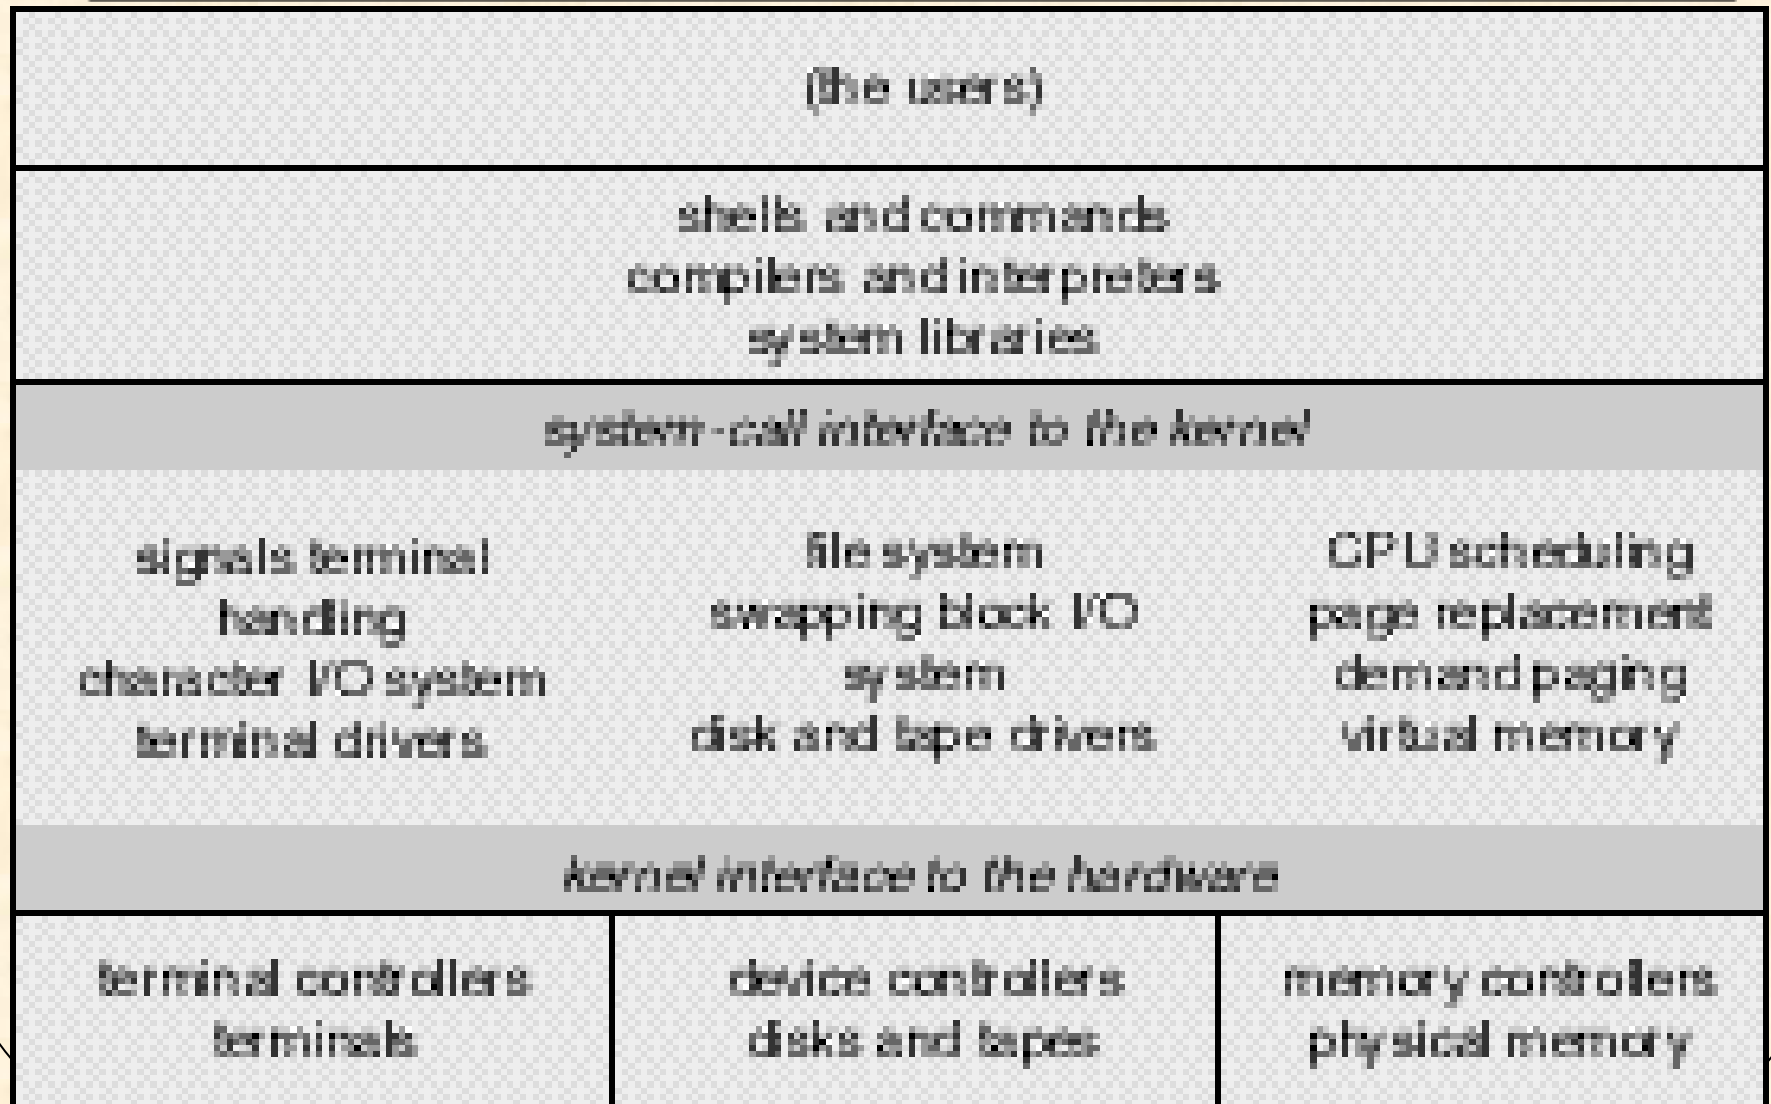 (the users)
shells and commands
compilers and interpreters
system libraries
system-call interface to the kernel
signals terminal
handling
character I/O system
terminal drivers
file system
swapping block I/O
system
disk and tape drivers
CPU scheduling
page replacement
demand paging
virtual memory
kernel interface to the hardware
terminal controllers
terminals
device controllers
disks and tapes
memory controllers
physical memory